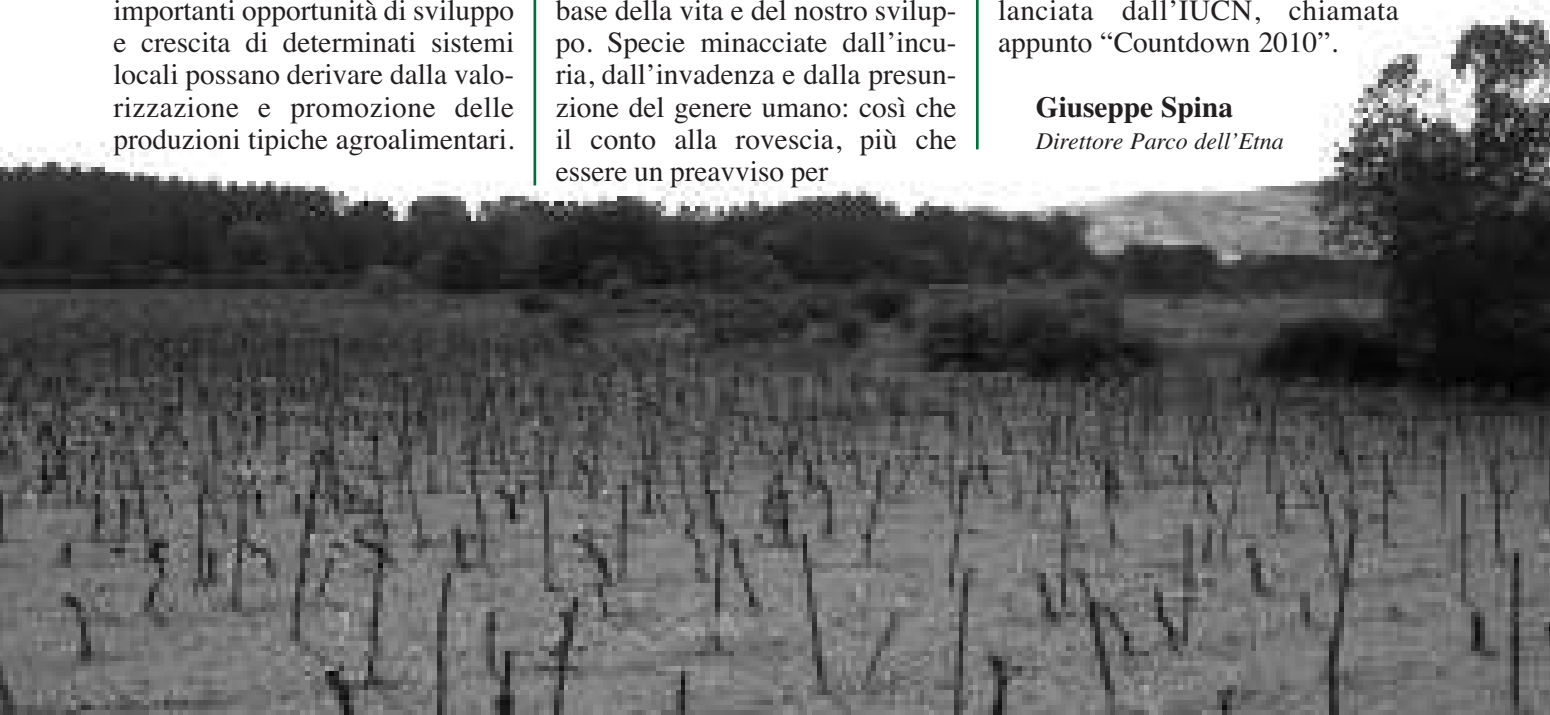 importanti opportunità di sviluppo
e crescita di determinati sistemi
locali possano derivare dalla valo-
rizzazione e promozione delle
produzioni tipiche agroalimentari.
base della vita e del nostro svilup-
po. Specie minacciate dall’incu-
ria, dall’invadenza e dalla presun-
zione del genere umano: così che
il conto alla rovescia, più che
essere un preavviso per
lanciata dall’IUCN, chiamata
appunto “Countdown 2010”.
Giuseppe Spina
Direttore Parco dell’Etna